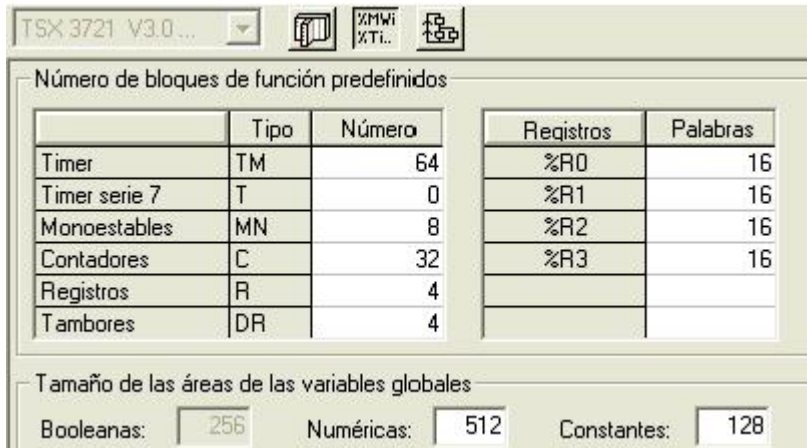 TSX 3721 V3.0 ...
%MWi
%Ti..
Número de bloques de función predefinidos
Tipo Número
Timer TM 64
Timer serie 7 T 0
Monoestables MN 8
Contadores C 32
Registros R 4
Tambores DR 4
Registros Palabras
%R0 16
%R1 16
%R2 16
%R3 16
Tamaño de las áreas de las variables globales
Booleanas: 256 Numéricas: 512 Constantes: 128